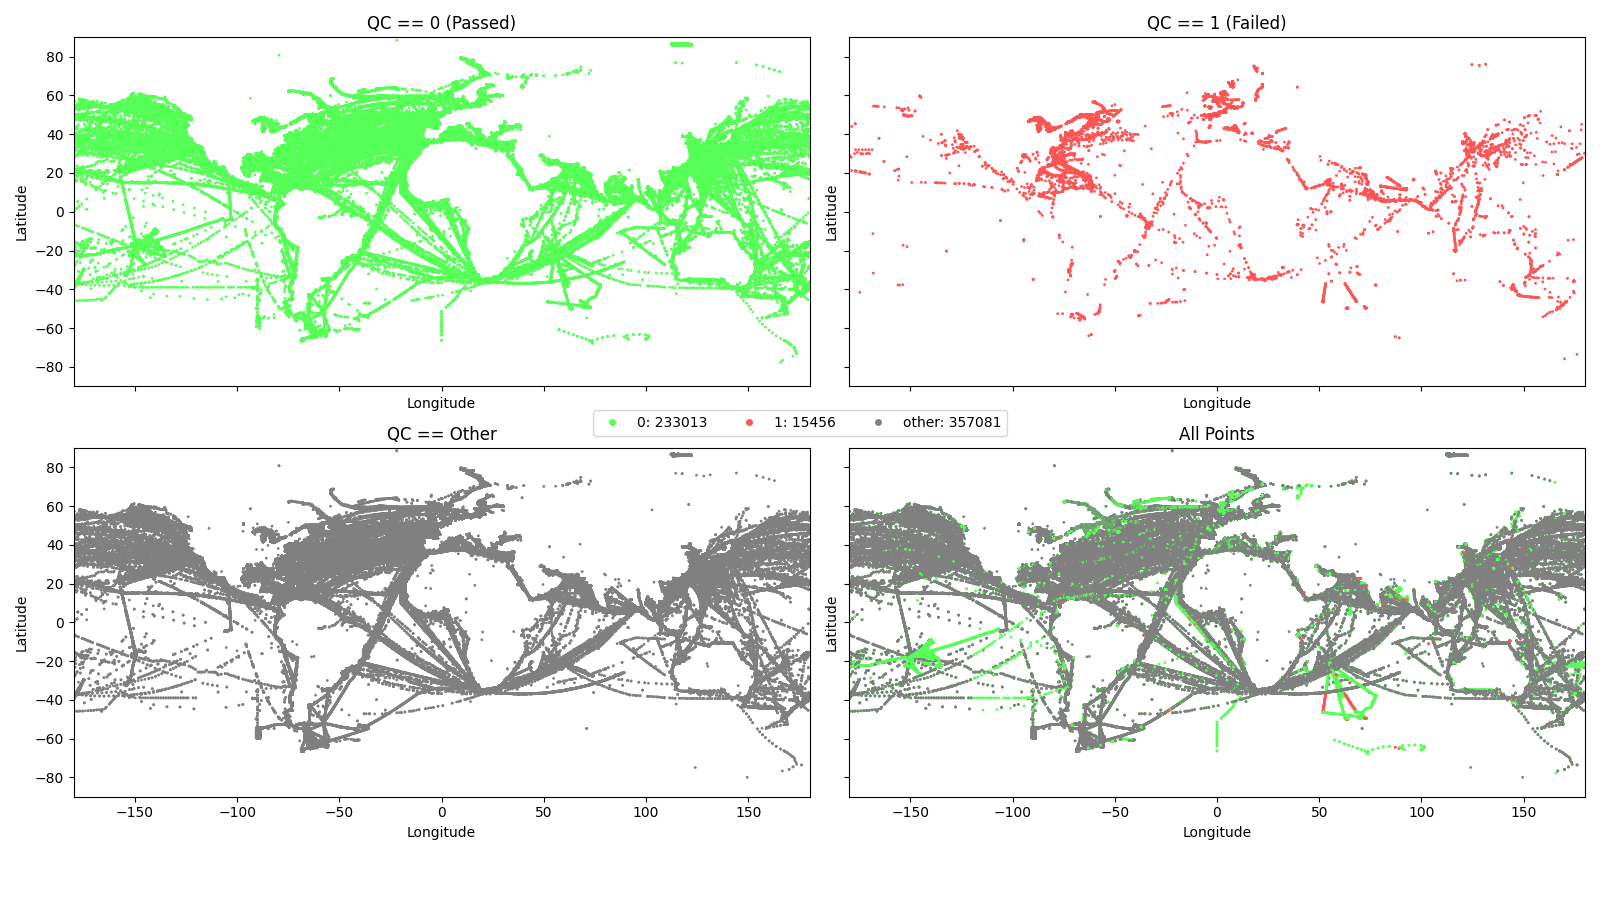 QC == 0 (Passed)
QC == 1 (Failed)
80
60
40
20
0
−20
−40
−60
−80
Latitude
Latitude
Longitude
Longitude
0: 233013 1: 15456 other: 357081
QC == Other
All Points
80
60
40
20
0
−20
−40
−60
−80
Latitude
Latitude
−150 −100 −50 0 50 100 150
−150 −100 −50 0 50 100 150
Longitude
Longitude